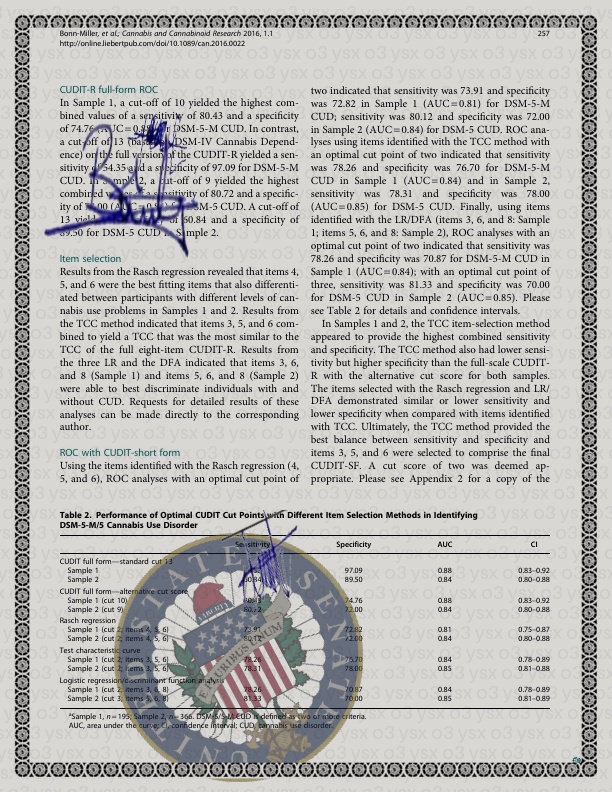 Bonn-Miller, et al.; Cannabis and Cannabinoid Research 2016, 1.1
http://online.liebertpub.com/doi/10.1089/can.2016.0022
257
CUDIT-R full-form ROC
In Sample 1, a cut-off of 10 yielded the highest com-
bined values of a sensitivity of 80.43 and a specificity
of 74.76 DSM-5-M CUD. In contrast,
a cut-off of 13 DSM-IV Cannabis Depend-
ence) on the full version of the CUDIT-R yielded a sen-
sitivity of 54.35 and a specificity of 97.09 for DSM-5-M
CUD. In Sample 2, a cut-off of 9 yielded the highest
combined values of a sensitivity of 80.72 and a specific-
ity of DSM-5-M CUD. A cut-off of
13 of 60.84 and a specificity of
89.50 for DSM-5 CUD Sample 2.
Item selection
Results from the Rasch regression revealed that items 4,
5, and 6 were the best fitting items that also differenti-
ated between participants with different levels of can-
nabis use problems in Samples 1 and 2. Results from
the TCC method indicated that items 3, 5, and 6 com-
bined to yield a TCC that was the most similar to the
TCC of the full eight-item CUDIT-R. Results from
the three LR and the DFA indicated that items 3, 6,
and 8 (Sample 1) and items 5, 6, and 8 (Sample 2)
were able to best discriminate individuals with and
without CUD. Requests for detailed results of these
analyses can be made directly to the corresponding
author.
ROC with CUDIT-short form
Using the items identified with the Rasch regression (4,
5, and 6), ROC analyses with an optimal cut point of
two indicated that sensitivity was 73.91 and specificity
was 72.82 in Sample 1 (AUC=0.81) for DSM-5-M
CUD; sensitivity was 80.12 and specificity was 72.00
in Sample 2 (AUC=0.84) for DSM-5 CUD. ROC ana-
lyses using items identified with the TCC method with
an optimal cut point of two indicated that sensitivity
was 78.26 and specificity was 76.70 for DSM-5-M
CUD in Sample 1 (AUC=0.84) and in Sample 2,
sensitivity was 78.31 and specificity was 78.00
(AUC=0.85) for DSM-5 CUD. Finally, using items
identified with the LR/DFA (items 3, 6, and 8: Sample
1; items 5, 6, and 8: Sample 2), ROC analyses with an
optimal cut point of two indicated that sensitivity was
78.26 and specificity was 70.87 for DSM-5-M CUD in
Sample 1 (AUC=0.84); with an optimal cut point of
three, sensitivity was 81.33 and specificity was 70.00
for DSM-5 CUD in Sample 2 (AUC=0.85). Please
see Table 2 for details and confidence intervals.
In Samples 1 and 2, the TCC item-selection method
appeared to provide the highest combined sensitivity
and specificity. The TCC method also had lower sensi-
tivity but higher specificity than the full-scale CUDIT-
R with the alternative cut score for both samples.
The items selected with the Rasch regression and LR/
DFA demonstrated similar or lower sensitivity and
lower specificity when compared with items identified
with TCC. Ultimately, the TCC method provided the
best balance between sensitivity and specificity and
items 3, 5, and 6 were selected to comprise the final
CUDIT-SF. A cut score of two was deemed ap-
propriate. Please see Appendix 2 for a copy of the
Table 2. Performance of Optimal CUDIT Cut Points with Different Item Selection Methods in Identifying
DSM-5-M/5 Cannabis Use Disorder
Sensitivity Specificity AUC CI
CUDIT full form—standard cut 13
Sample 1 97.09 0.88 0.83–0.92
Sample 2 60.84 89.50 0.84 0.80–0.88
CUDIT full form—alternative cut score
Sample 1 (cut 10) 80.43 74.76 0.88 0.83–0.92
Sample 2 (cut 9) 80.72 72.00 0.84 0.80–0.88
Rasch regression
Sample 1 (cut 2; items 4, 5, 6) 73.91 72.82 0.81 0.75–0.87
Sample 2 (cut 2; items 4, 5, 6) 80.12 72.00 0.84 0.80–0.88
Test characteristic curve
Sample 1 (cut 2; items 3, 5, 6) 78.26 76.70 0.84 0.78–0.89
Sample 2 (cut 2; items 3, 5, 6) 78.31 78.00 0.85 0.81–0.88
Logistic regression/discriminant function analysis
Sample 1 (cut 2; items 3, 6, 8) 78.26 70.87 0.84 0.78–0.89
Sample 2 (cut 3; items 5, 6, 8) 81.33 70.00 0.85 0.81–0.88
ªSample 1, n=195; Sample 2, n=366. DSM-5/5-M CUD is defined as two or more criteria.
AUC, area under the curve; CI, confidence interval; CUD, cannabis use disorder.
LIBERTY
E PLURIBUS UNUM